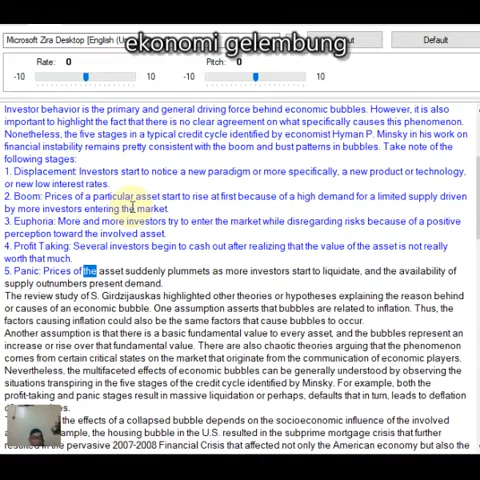 ekonomi gelembung
Microsoft Zira Desktop [English (Un
ut
Default
Rate: 0
Pitch: 0
-10
10
-10
10
Investor behavior is the primary and general driving force behind economic bubbles. However, it is also
important to highlight the fact that there is no clear agreement on what specifically causes this phenomenon.
Nonetheless, the five stages in a typical credit cycle identified by economist Hyman P. Minsky in his work on
financial instability remains pretty consistent with the boom and bust patterns in bubbles. Take note of the
following stages:
1. Displacement: Investors start to notice a new paradigm or more specifically, a new product or technology,
or new low interest rates.
2. Boom: Prices of a particular asset start to rise at first because of a high demand for a limited supply driven
by more investors entering the market.
3. Euphoria: More and more investors try to enter the market while disregarding risks because of a positive
perception toward the involved asset.
4. Profit Taking: Several investors begin to cash out after realizing that the value of the asset is not really
worth that much.
5. Panic: Prices of the asset suddenly plummets as more investors start to liquidate, and the availability of
supply outnumbers present demand.
The review study of S. Girdzijauskas highlighted other theories or hypotheses explaining the reason behind
or causes of an economic bubble. One assumption asserts that bubbles are related to inflation. Thus, the
factors causing inflation could also be the same factors that cause bubbles to occur.
Another assumption is that there is a basic fundamental value to every asset, and the bubbles represent an
increase or rise over that fundamental value. There are also chaotic theories arguing that the phenomenon
comes from certain critical states on the market that originate from the communication of economic players.
Nevertheless, the multifaceted effects of economic bubbles can be generally understood by observing the
situations transpiring in the five stages of the credit cycle identified by Minsky. For example, both the
profit-taking and panic stages result in massive liquidation or perhaps, defaults that in turn, leads to deflation
the effects of a collapsed bubble depends on the socioeconomic influence of the involved
ample, the housing bubble in the U.S. resulted in the subprime mortgage crisis that further
resulted in the pervasive 2007-2008 Financial Crisis that affected not only the American economy but also the